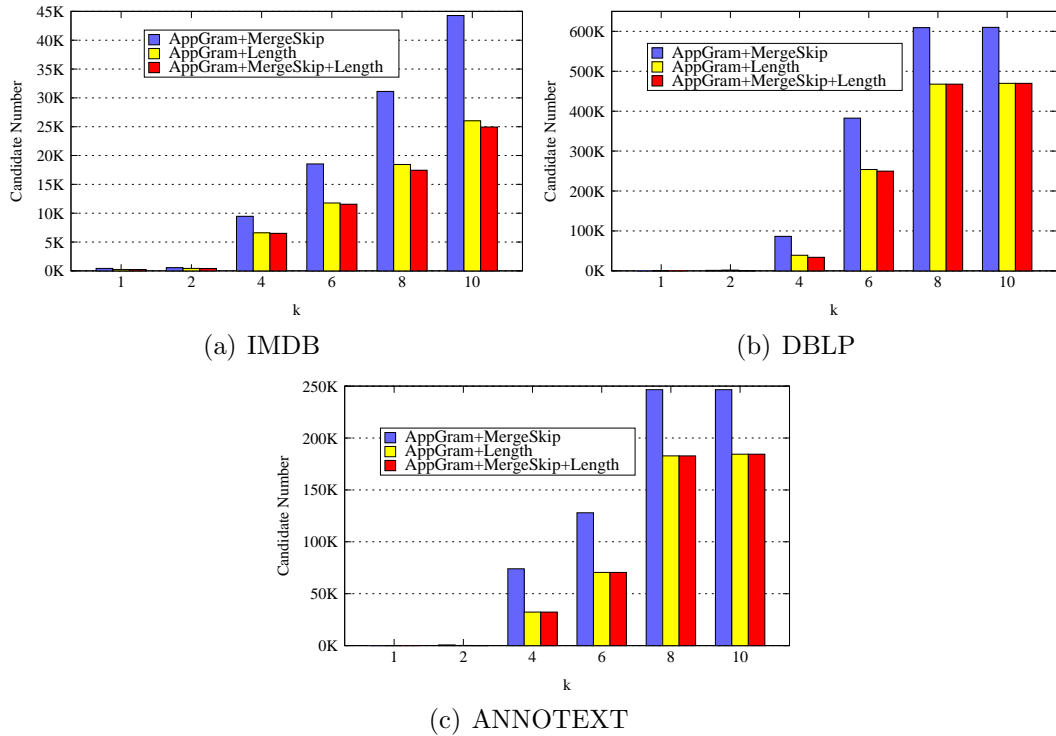 45K
40K
35K
30K
25K
20K
15K
10K
5K
0K
Candidate Number
AppGram+MergeSkip
AppGram+Length
AppGram+MergeSkip+Length
1 2 4 6 8 10
k
(a) IMDB
600K
500K
400K
300K
200K
100K
0K
Candidate Number
AppGram+MergeSkip
AppGram+Length
AppGram+MergeSkip+Length
1 2 4 6 8 10
k
(b) DBLP
250K
200K
150K
100K
50K
0K
Candidate Number
AppGram+MergeSkip
AppGram+Length
AppGram+MergeSkip+Length
1 2 4 6 8 10
k
(c) ANNOTEXT